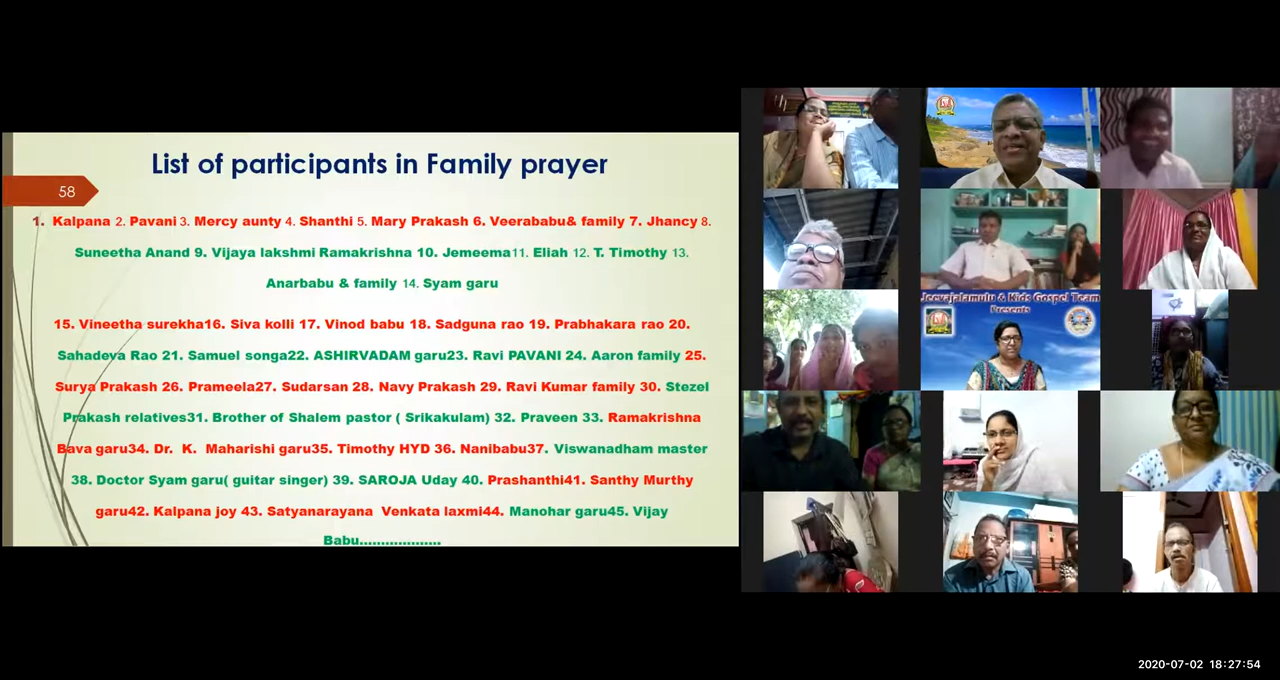 List of participants in Family prayer
58
1. Kalpana 2. Pavani 3. Mercy aunty 4. Shanthi 5. Mary Prakash 6. Veerababu& family 7. Jhancy 8.
Suneetha Anand 9. Vijaya lakshmi Ramakrishna 10. Jemeema11. Eliah 12. T. Timothy 13.
Anarbabu & family 14. Syam garu
15. Vineetha surekha16. Siva kolli 17. Vinod babu 18. Sadguna rao 19. Prabhakara rao 20.
Sahadeva Rao 21. Samuel songa22. ASHIRVADAM garu23. Ravi PAVANI 24. Aaron family 25.
Surya Prakash 26. Prameela27. Sudarsan 28. Navy Prakash 29. Ravi Kumar family 30. Stezel
Prakash relatives31. Brother of Shalem pastor ( Srikakulam) 32. Praveen 33. Ramakrishna
Bava garu34. Dr. K. Maharishi garu35. Timothy HYD 36. Nanibabu37. Viswanadham master
38. Doctor Syam garu( guitar singer) 39. SAROJA Uday 40. Prashanthi41. Santhy Murthy
garu42. Kalpana joy 43. Satyanarayana Venkata laxmi44. Manohar garu45. Vijay
Babu...................
Jeevajalamulu & Kids Gospel Team
Presents
2020-07-02 18:27:54